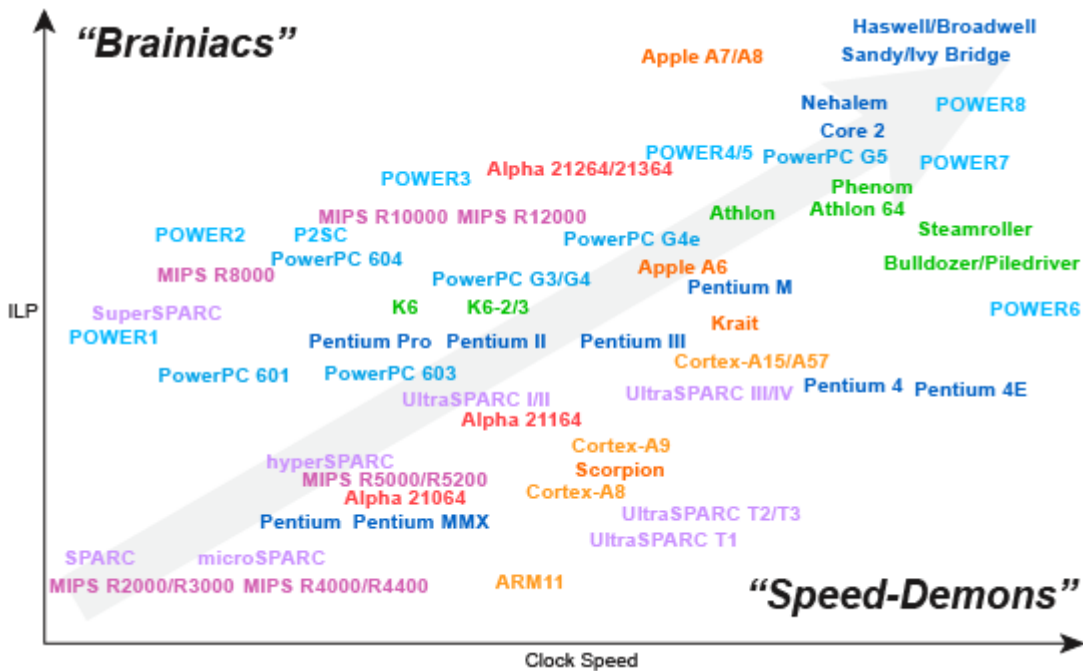 Haswell/Broadwell
“Brainiacs”
Apple A7/A8
Sandy/Ivy Bridge
Nehalem
POWER8
Core 2
POWER4/5
PowerPC G5
POWER7
Alpha 21264/21364
POWER3
Phenom
MIPS R10000
MIPS R12000
Athlon
Athlon 64
POWER2
P2SC
PowerPC G4e
Steamroller
PowerPC 604
MIPS R8000
Apple A6
Bulldozer/Piledriver
PowerPC G3/G4
Pentium M
K6
K6-2/3
POWER6
ILP
SuperSPARC
Krait
POWER1
Pentium Pro
Pentium II
Pentium III
Cortex-A15/A57
PowerPC 601
PowerPC 603
Pentium 4
Pentium 4E
UltraSPARC I/II
UltraSPARC III/IV
Alpha 21164
Cortex-A9
hyperSPARC
Scorpion
MIPS R5000/R5200
Alpha 21064
Cortex-A8
Pentium
Pentium MMX
UltraSPARC T2/T3
UltraSPARC T1
SPARC
microSPARC
MIPS R2000/R3000
MIPS R4000/R4400
ARM11
“Speed-Demons”
Clock Speed